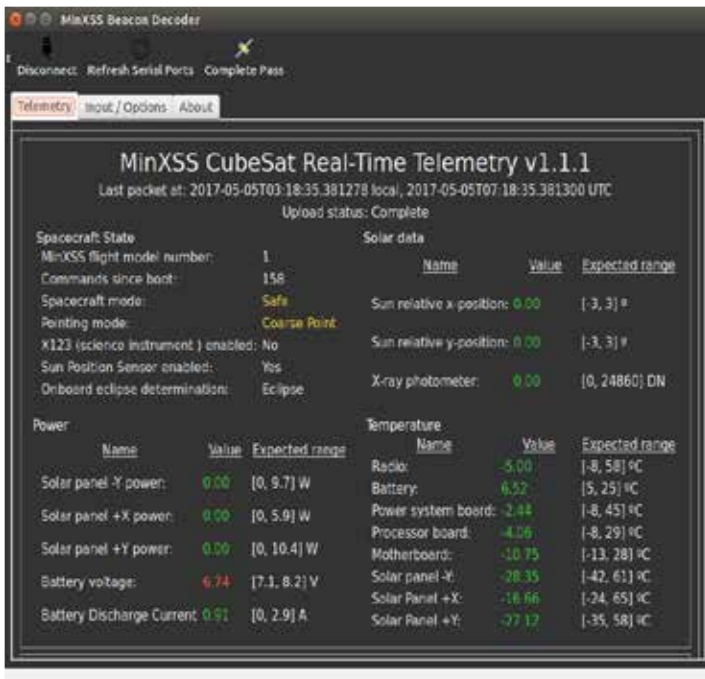 MinXSS Beacon Decoder
Disconnect Refresh Serial Ports Complete Pass
Telemetry Input / Options About
MinXSS CubeSat Real-Time Telemetry v1.1.1
Last packet at: 2017-05-05T03:18:35.381278 local, 2017-05-05T07:18:35.381300 UTC
Upload status: Complete
Spacecraft State
MinXSS flight model number: 1
Commands since boot: 158
Spacecraft mode: Safe
Pointing mode: Coarse Point
X123 (science instrument ) enabled: No
Sun Position Sensor enabled: Yes
Onboard eclipse determination: Eclipse
Solar data
Name Value Expected range
Sun relative x-position: 0.00 [-3, 3] º
Sun relative y-position: 0.00 [-3, 3] º
X-ray photometer: 0.00 [0, 24860] DN
Power
Name Value Expected range
Solar panel -Y power: 0.00 [0, 9.7] W
Solar panel +X power: 0.00 [0, 5.9] W
Solar panel +Y power: 0.00 [0, 10.4] W
Battery voltage: 6.74 [7.1, 8.2] V
Battery Discharge Current 0.91 [0, 2.9] A
Temperature
Name Value Expected range
Radio: -5.00 [-8, 58] ºC
Battery: 6.52 [5, 25] ºC
Power system board: -2.44 [-8, 45] ºC
Processor board: -4.06 [-8, 29] ºC
Motherboard: -10.75 [-13, 28] ºC
Solar panel -Y: -28.35 [-42, 61] ºC
Solar Panel +X: -16.66 [-24, 65] ºC
Solar Panel +Y: -27.12 [-35, 58] ºC